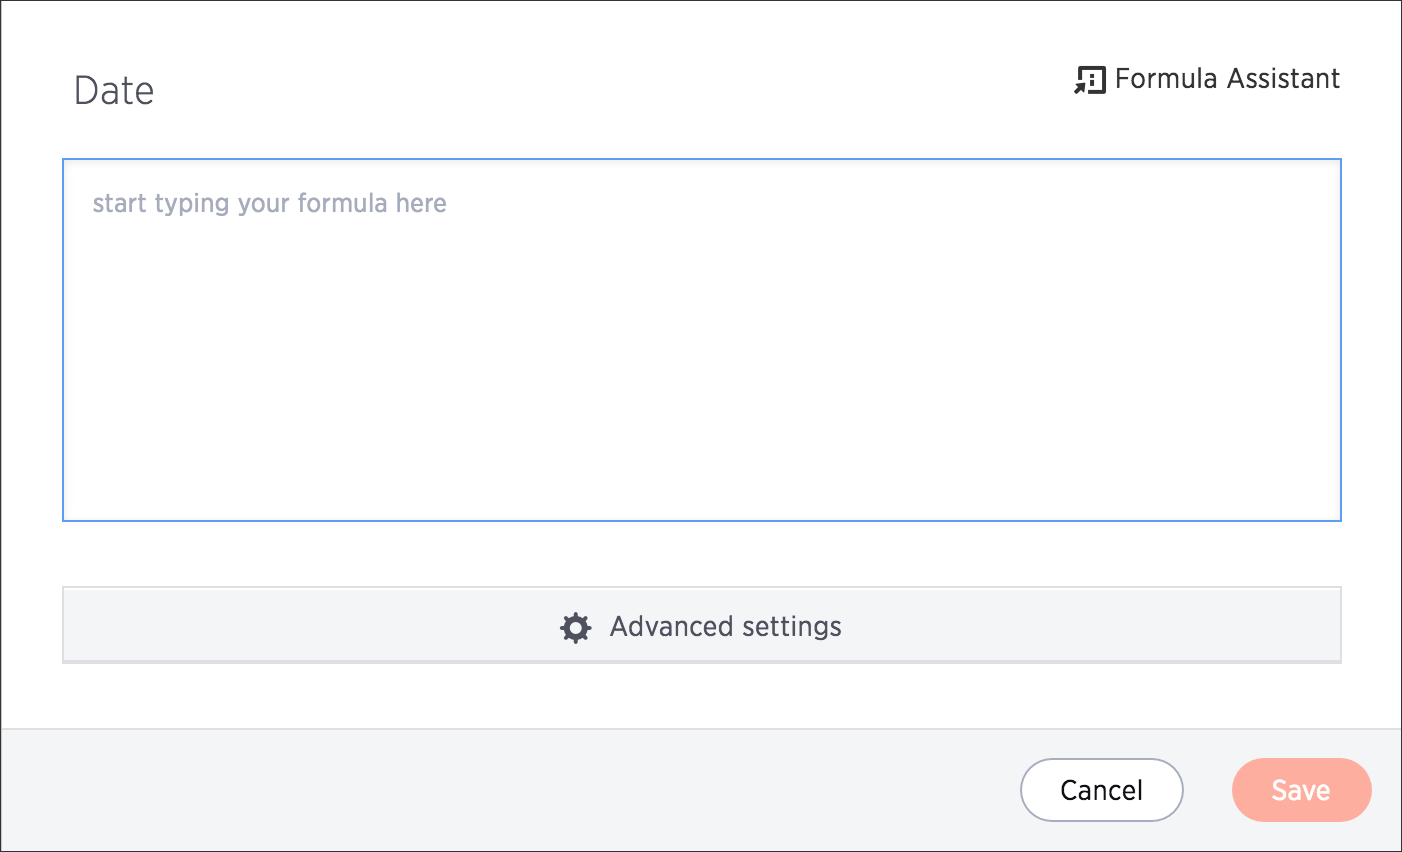 Date
Formula Assistant
start typing your formula here
Advanced settings
Cancel
Save